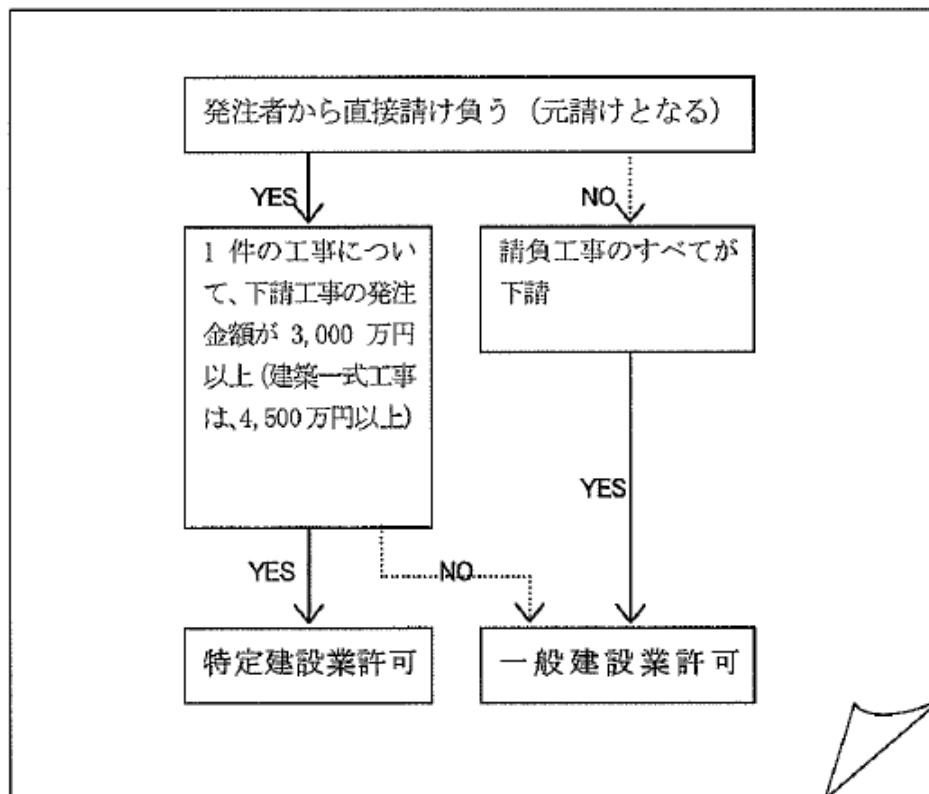 発注者から直接請け負う（元請けとなる）
YES
NO
1 件の工事につい
て、下請工事の発注
金額が 3,000 万円
以上（建築一式工事
は、4,500万円以上）
請負工事のすべてが
下請
YES
YES
NO
特定建設業許可
一般建設業許可